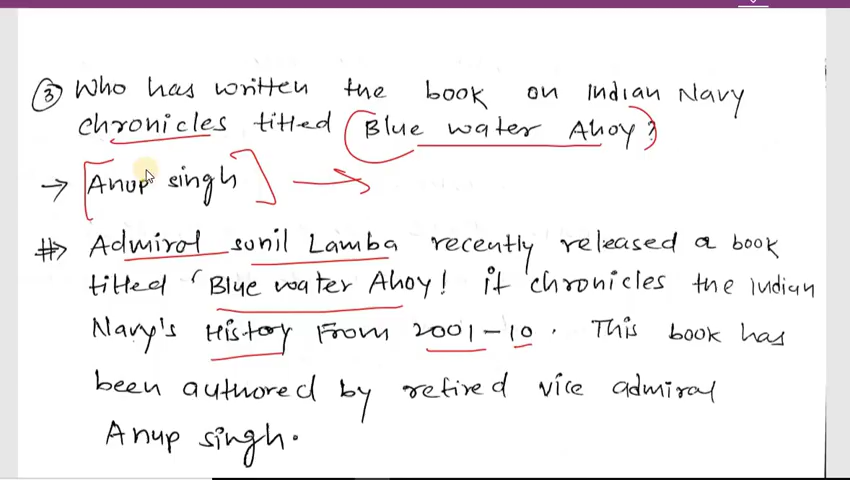 ③ Who has written the book on Indian Navy
chronicles titled Blue water Ahoy?
→ Anup singh
#⇒ Admiral sunil Lamba recently released a book
titled 'Blue water Ahoy! it chronicles the indian
Navy's History From 2001-10. This book has
been authored by retired vice admiral
Anup singh.